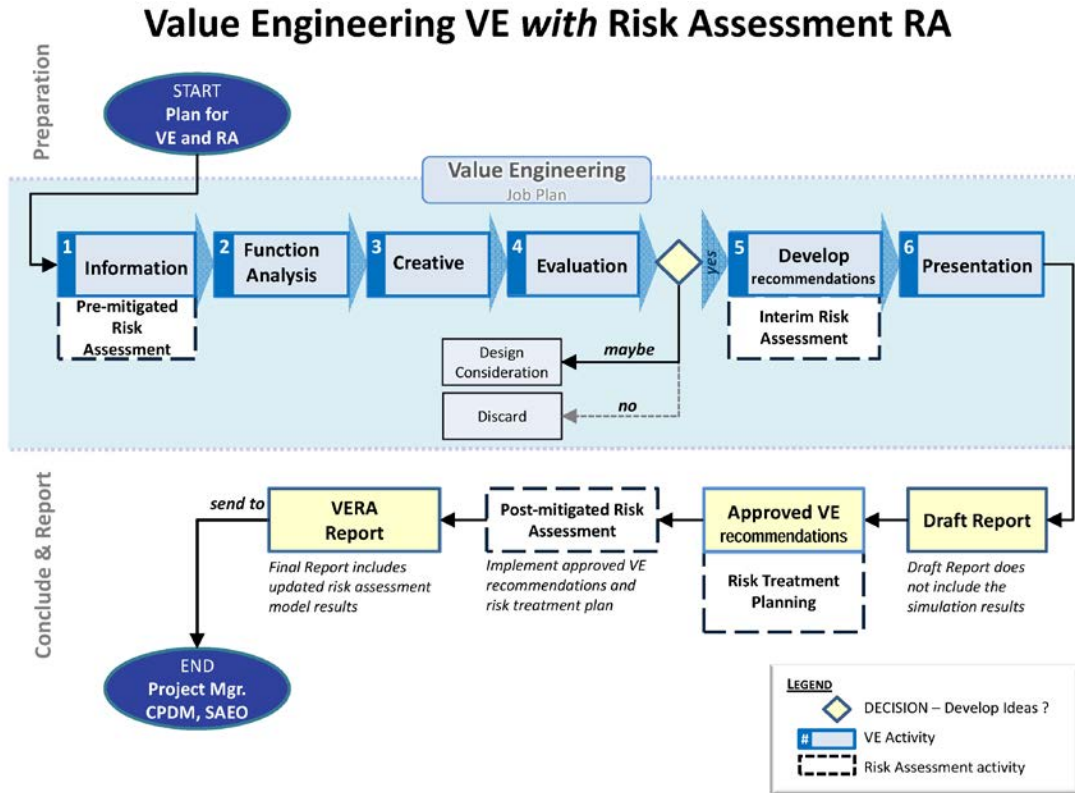 Value Engineering VE with Risk Assessment RA
Preparation
START
Plan for
VE and RA
Value Engineering
Job Plan
1
Information
Pre-mitigated
Risk
Assessment
2
Function
Analysis
3
Creative
4
Evaluation
yes
5
Develop
recommendations
Interim Risk
Assessment
6
Presentation
maybe
Design
Consideration
no
Discard
Conclude & Report
send to
VERA
Report
Final Report includes
updated risk assessment
model results
Post-mitigated Risk
Assessment
Implement approved VE
recommendations and
risk treatment plan
Approved VE
recommendations
Risk Treatment
Planning
Draft Report
Draft Report does
not include the
simulation results
END
Project Mgr.
CPDM, SAEO
LEGEND
DECISION – Develop Ideas ?
#
VE Activity
Risk Assessment activity